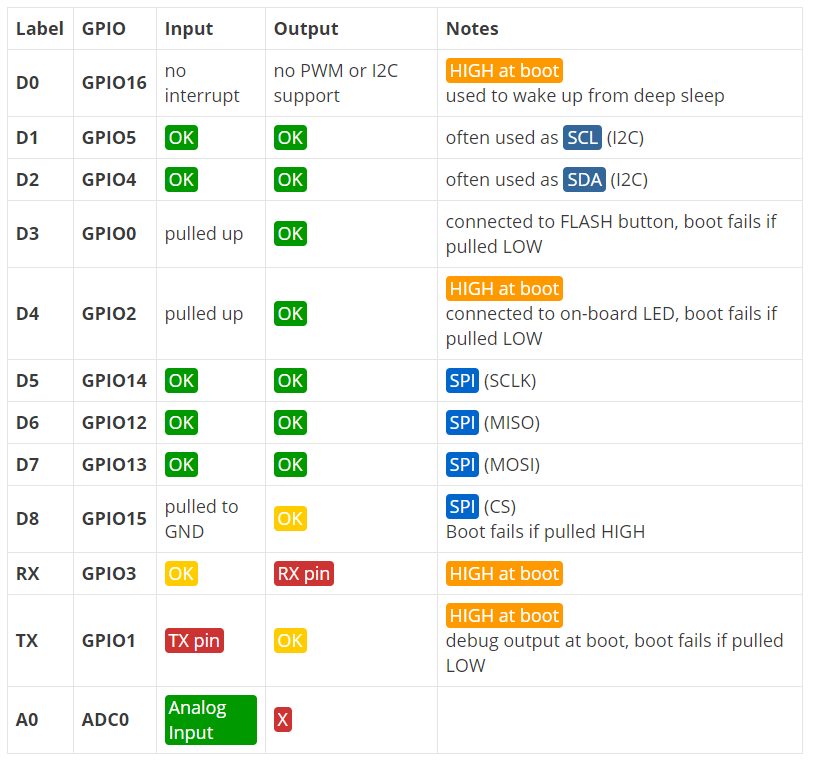 Label GPIO Input Output Notes
D0 GPIO16 no interrupt no PWM or I2C support HIGH at boot
used to wake up from deep sleep
D1 GPIO5 OK OK often used as SCL (I2C)
D2 GPIO4 OK OK often used as SDA (I2C)
D3 GPIO0 pulled up OK connected to FLASH button, boot fails if
pulled LOW
D4 GPIO2 pulled up OK HIGH at boot
connected to on-board LED, boot fails if
pulled LOW
D5 GPIO14 OK OK SPI (SCLK)
D6 GPIO12 OK OK SPI (MISO)
D7 GPIO13 OK OK SPI (MOSI)
D8 GPIO15 pulled to GND OK SPI (CS)
Boot fails if pulled HIGH
RX GPIO3 OK RX pin HIGH at boot
TX GPIO1 TX pin OK HIGH at boot
debug output at boot, boot fails if pulled
LOW
A0 ADC0 Analog Input X